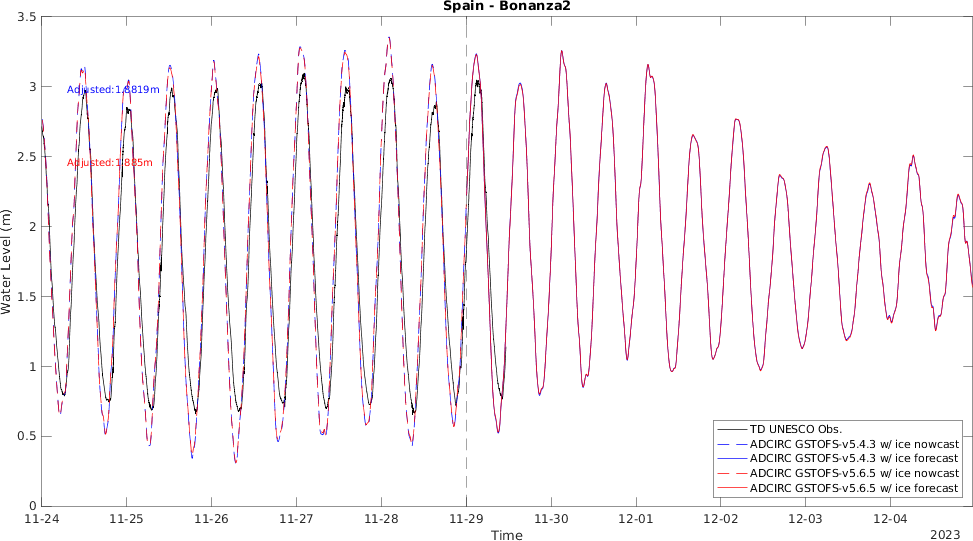 Spain - Bonanza2
3.5
3
2.5
2
1.5
1
0.5
0
Water Level (m)
Adjusted:1.8819m
Adjusted:1.885m
TD UNESCO Obs.
ADCIRC GSTOFS-v5.4.3 w/ ice nowcast
ADCIRC GSTOFS-v5.4.3 w/ ice forecast
ADCIRC GSTOFS-v5.6.5 w/ ice nowcast
ADCIRC GSTOFS-v5.6.5 w/ ice forecast
11-24 11-25 11-26 11-27 11-28 11-29 11-30 12-01 12-02 12-03 12-04
Time
2023